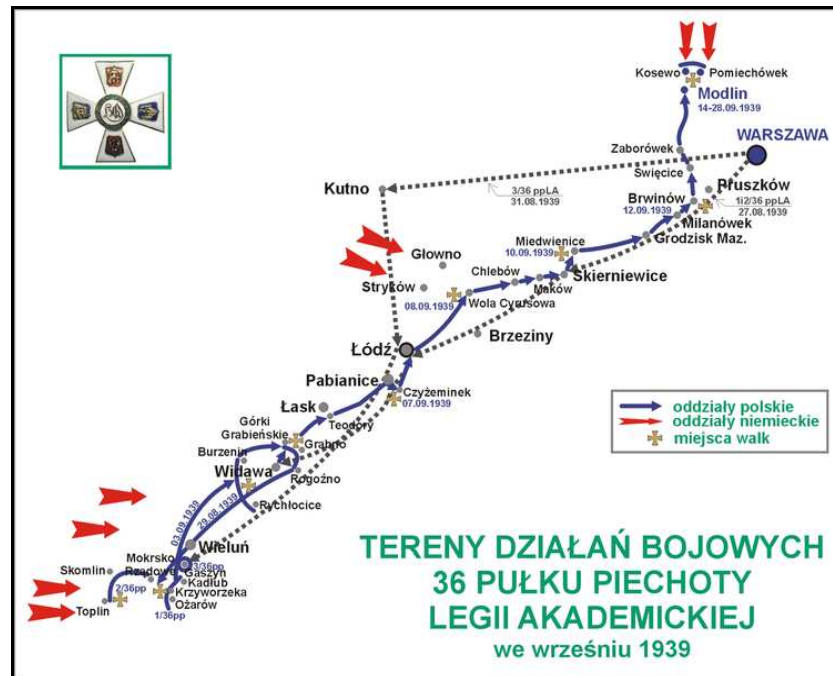 Kosewo
Pomiechówek
Modlin
14-28.09.1939
WARSZAWA
Zaborówek
Święcice
Kutno
3/36 ppLA
31.08.1939
Pruszków
Brwinów
12.09.1939
1i2/36 ppLA
27.08.1939
Milanówek
Grodzisk Maz.
Miedwienice
10.09.1939
Głowno
Chlebów
Skierniewice
Stryków
Maków
08.09.1939
Wola Cyrusowa
Brzeziny
Łódź
Pabianice
Czyżeminek
07.09.1939
Łask
Teodory
Górki
Grabieńskie
Grabno
Burzenin
Widawa
Rogoźno
Rychłocice
03.09.1939
29.08.1939
Wieluń
3/36pp
Mokrsko
Rządowe
Gaszyn
Skomlin
Kadłub
2/36pp
Krzyworzeka
Toplin
Ożarów
1/36pp
oddziały polskie
oddziały niemieckie
miejsca walk
TERENY DZIAŁAŃ BOJOWYCH
36 PUŁKU PIECHOTY
LEGII AKADEMICKIEJ
we wrześniu 1939